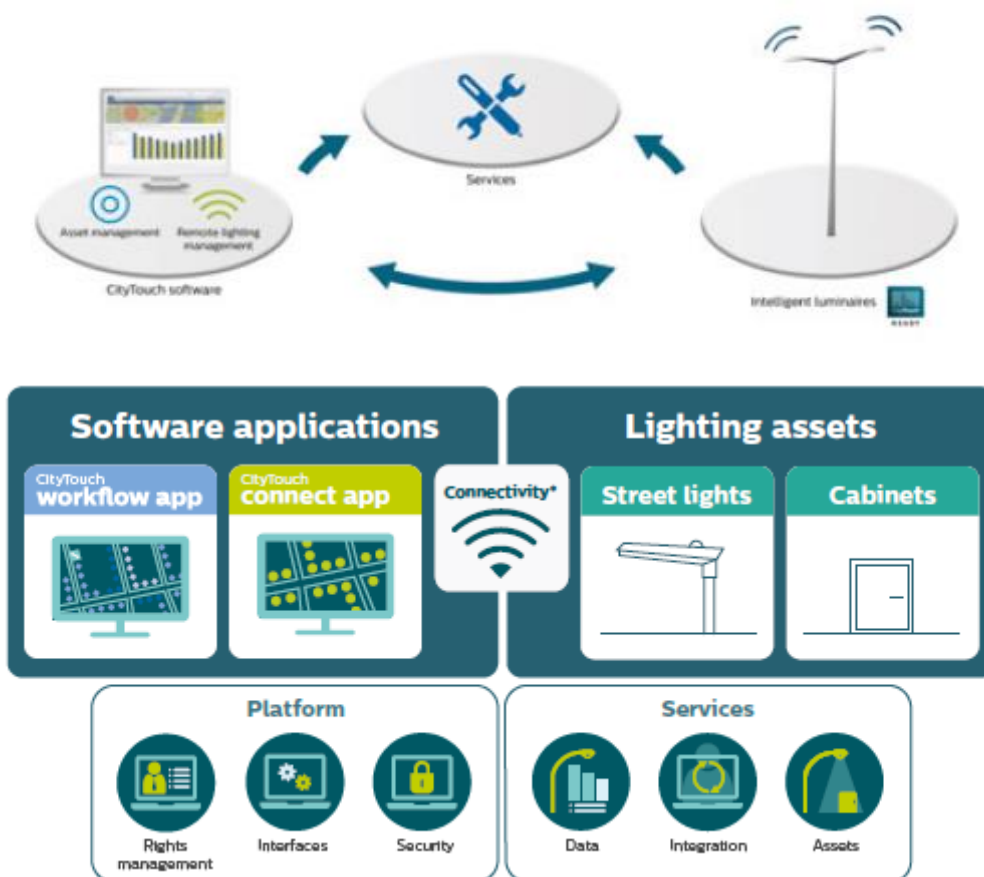 Services
Asset management
Remote lighting
management
CityTouch software
Intelligent luminaires
READY
Software applications
Lighting assets
CityTouch
workflow app
CityTouch
connect app
Connectivity*
Street lights
Cabinets
Platform
Services
Rights
management
Interfaces
Security
Data
Integration
Assets